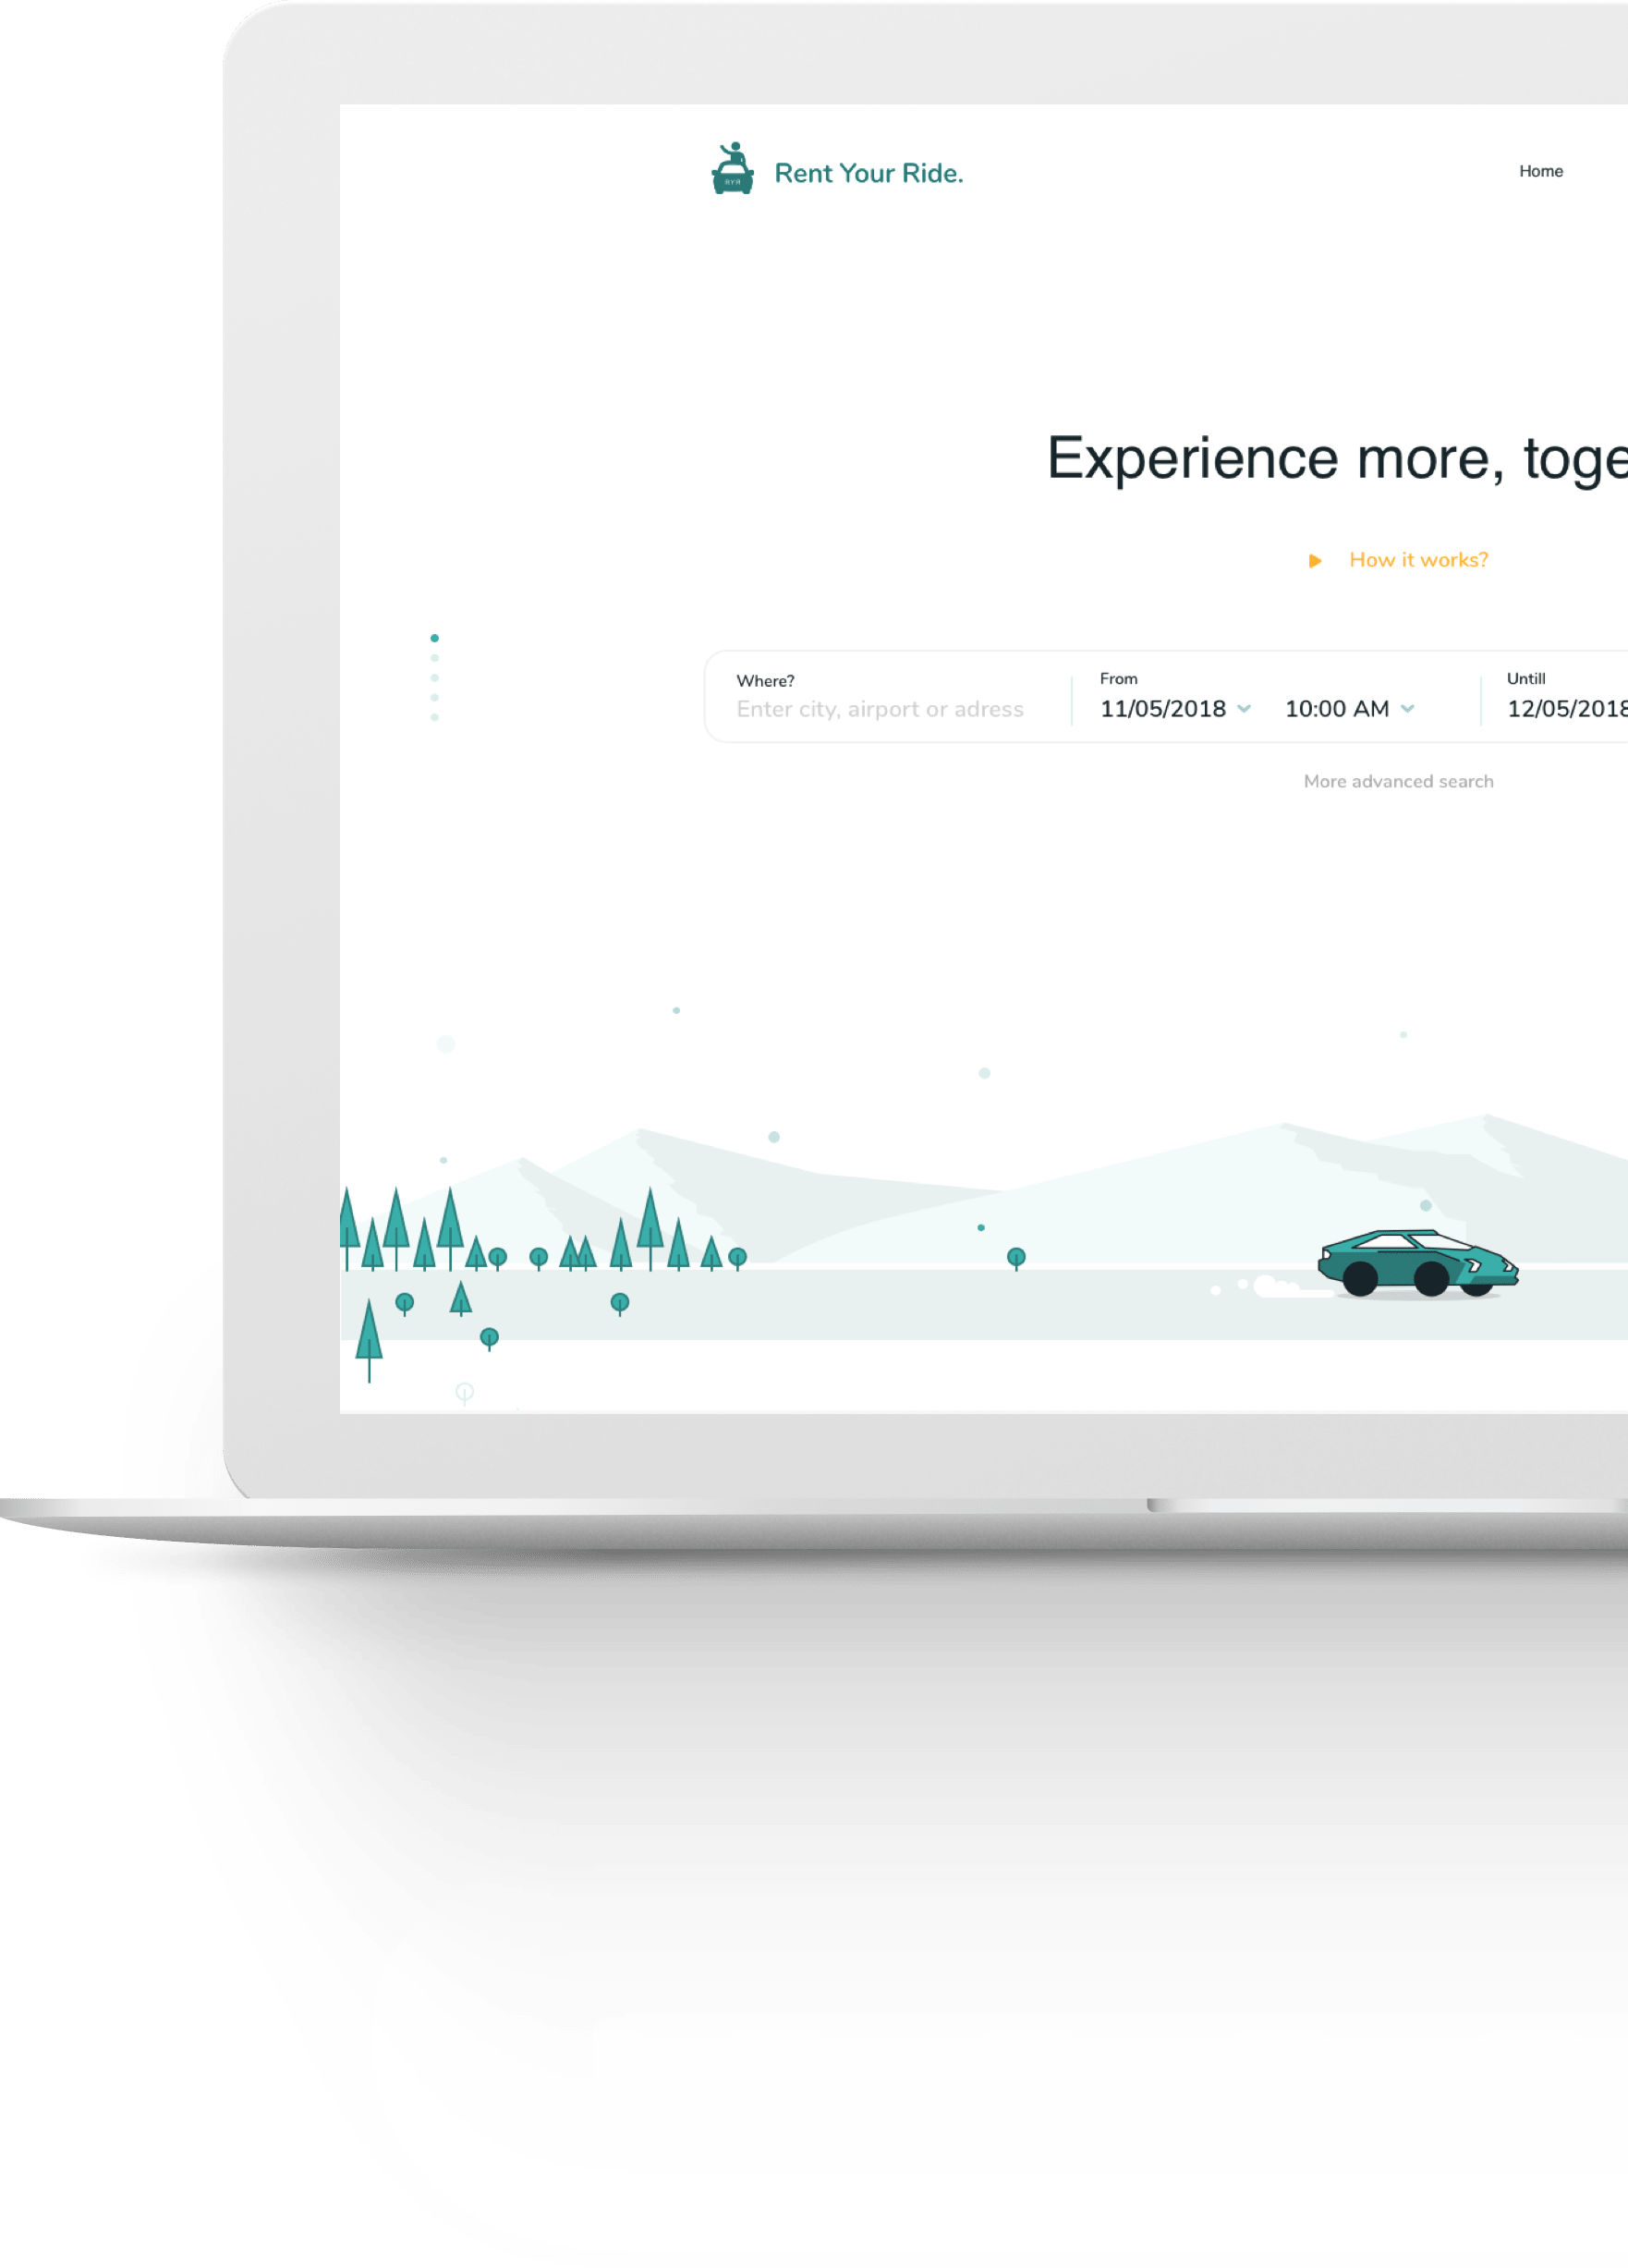 RYR
Rent Your Ride.
Home
Experience more, toge
How it works?
Where?
From
Untill
Enter city, airport or adress
11/05/2018
10:00 AM
12/05/2018
More advanced search